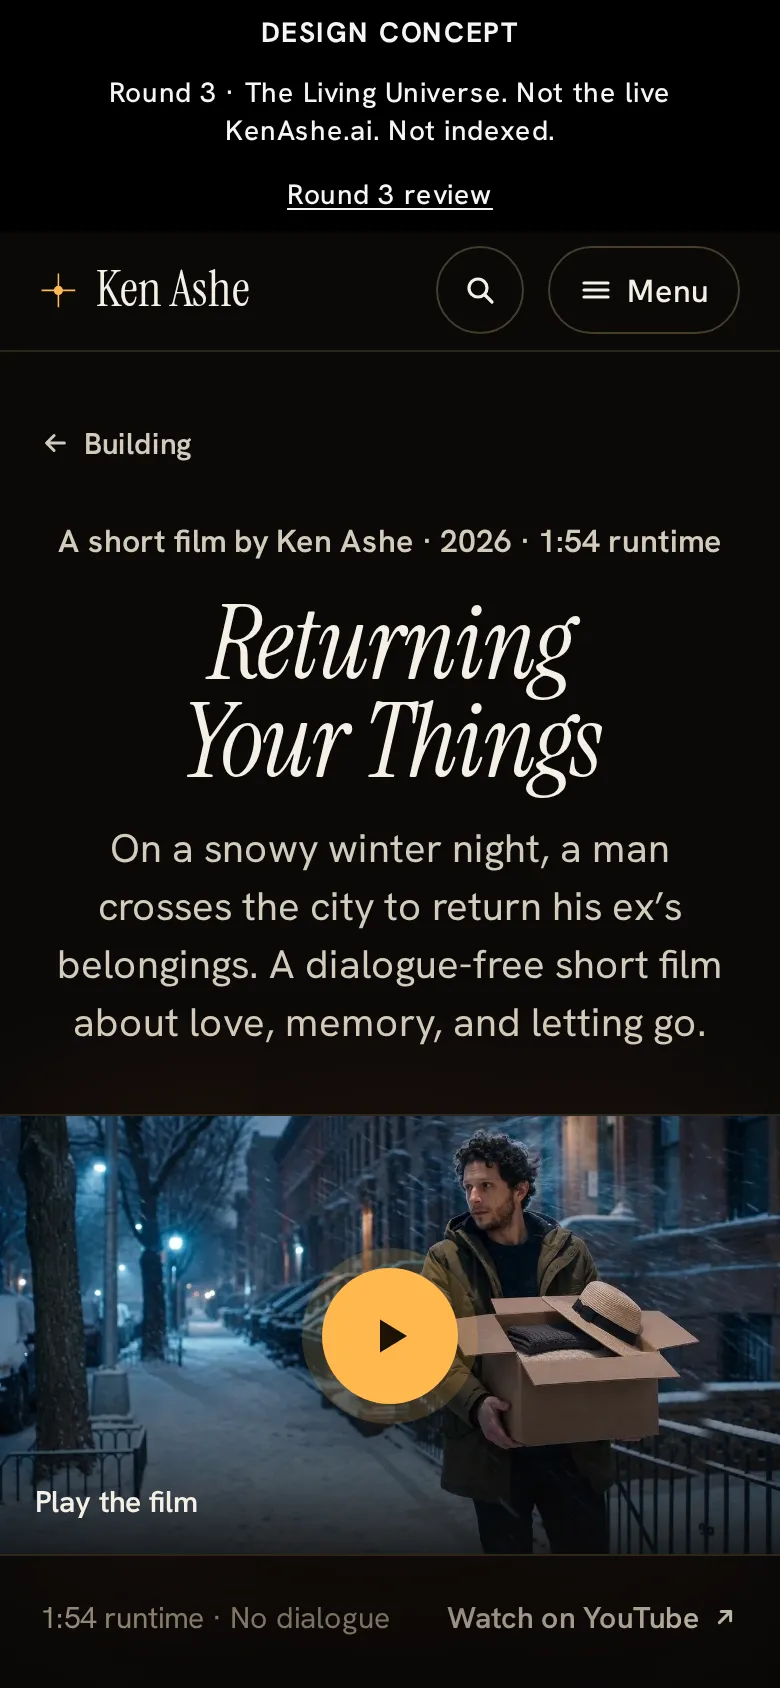 DESIGN CONCEPT
Round 3 · The Living Universe. Not the live
KenAshe.ai. Not indexed.
Round 3 review
Ken Ashe
Menu
← Building
A short film by Ken Ashe · 2026 · 1:54 runtime
Returning
Your Things
On a snowy winter night, a man
crosses the city to return his ex’s
belongings. A dialogue-free short film
about love, memory, and letting go.
Play the film
1:54 runtime · No dialogue
Watch on YouTube ↗